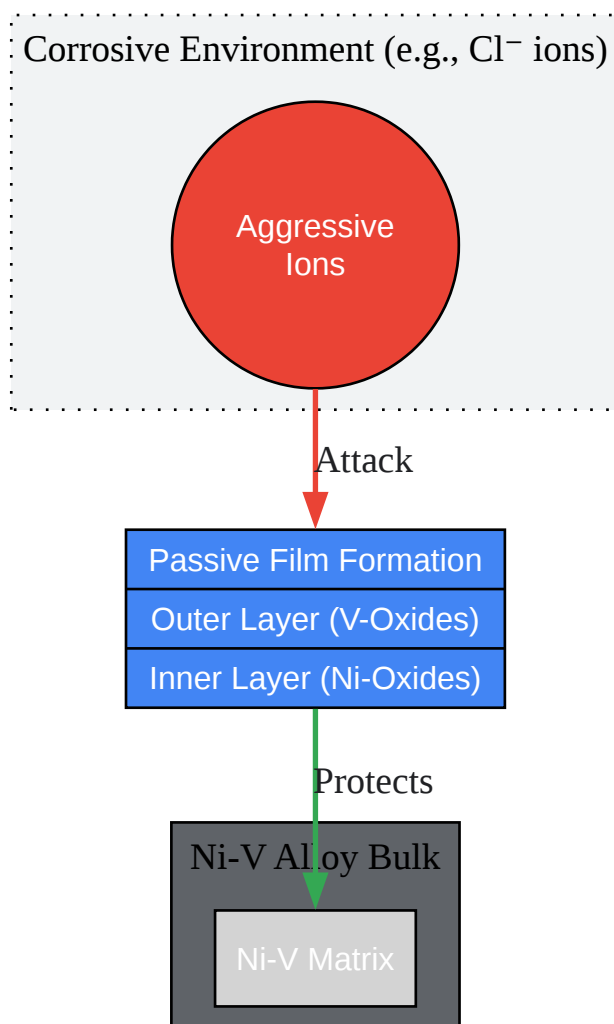 Corrosive Environment (e.g., Cl⁻ ions)
Aggressive
Ions
Attack
Passive Film Formation
Outer Layer (V-Oxides)
Inner Layer (Ni-Oxides)
Protects
Ni-V Alloy Bulk
Ni-V Matrix